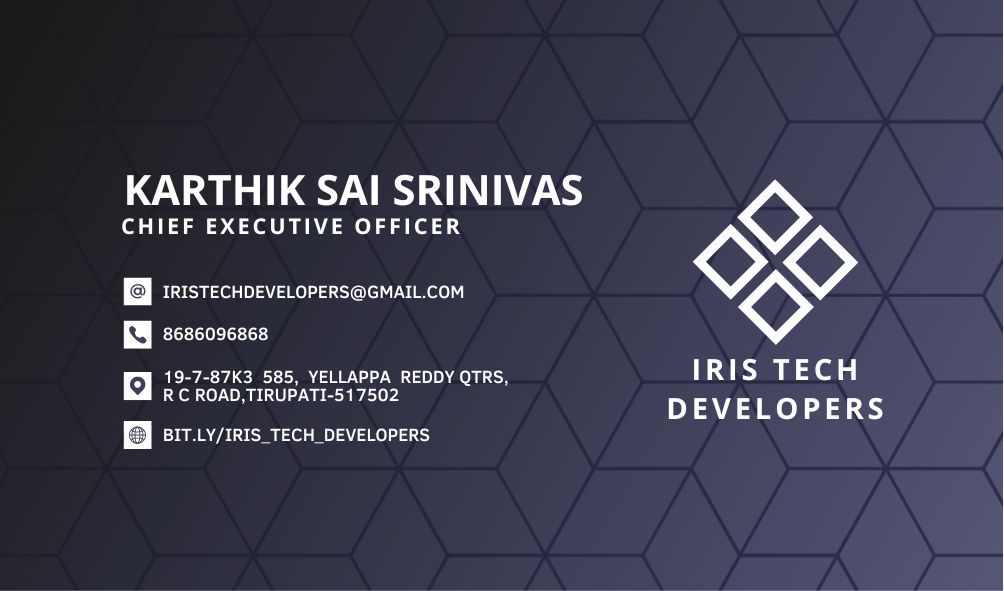 KARTHIK SAI SRINIVAS
CHIEF EXECUTIVE OFFICER
@ IRISTECHDEVELOPERS@GMAIL.COM
8686096868
19-7-87K3 585, YELLAPPA REDDY QTRS,
R C ROAD,TIRUPATI-517502
BIT.LY/IRIS_TECH_DEVELOPERS
IRIS TECH
DEVELOPERS